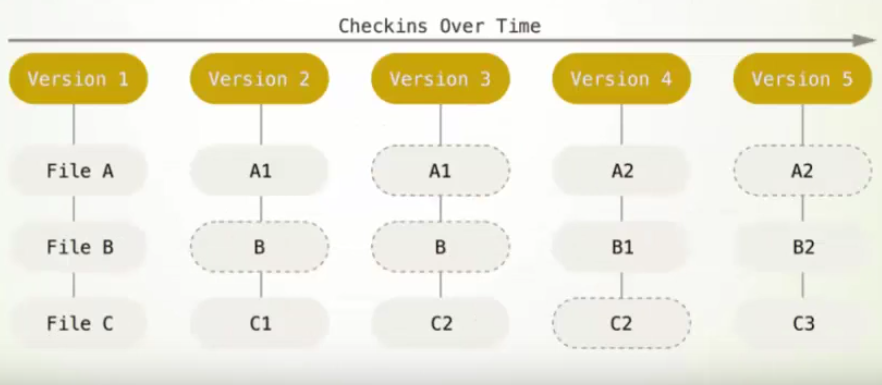 Checkins Over Time
Version 1 Version 2 Version 3 Version 4 Version 5
File A A1 A1 A2 A2
File B B B B1 B2
File C C1 C2 C2 C3